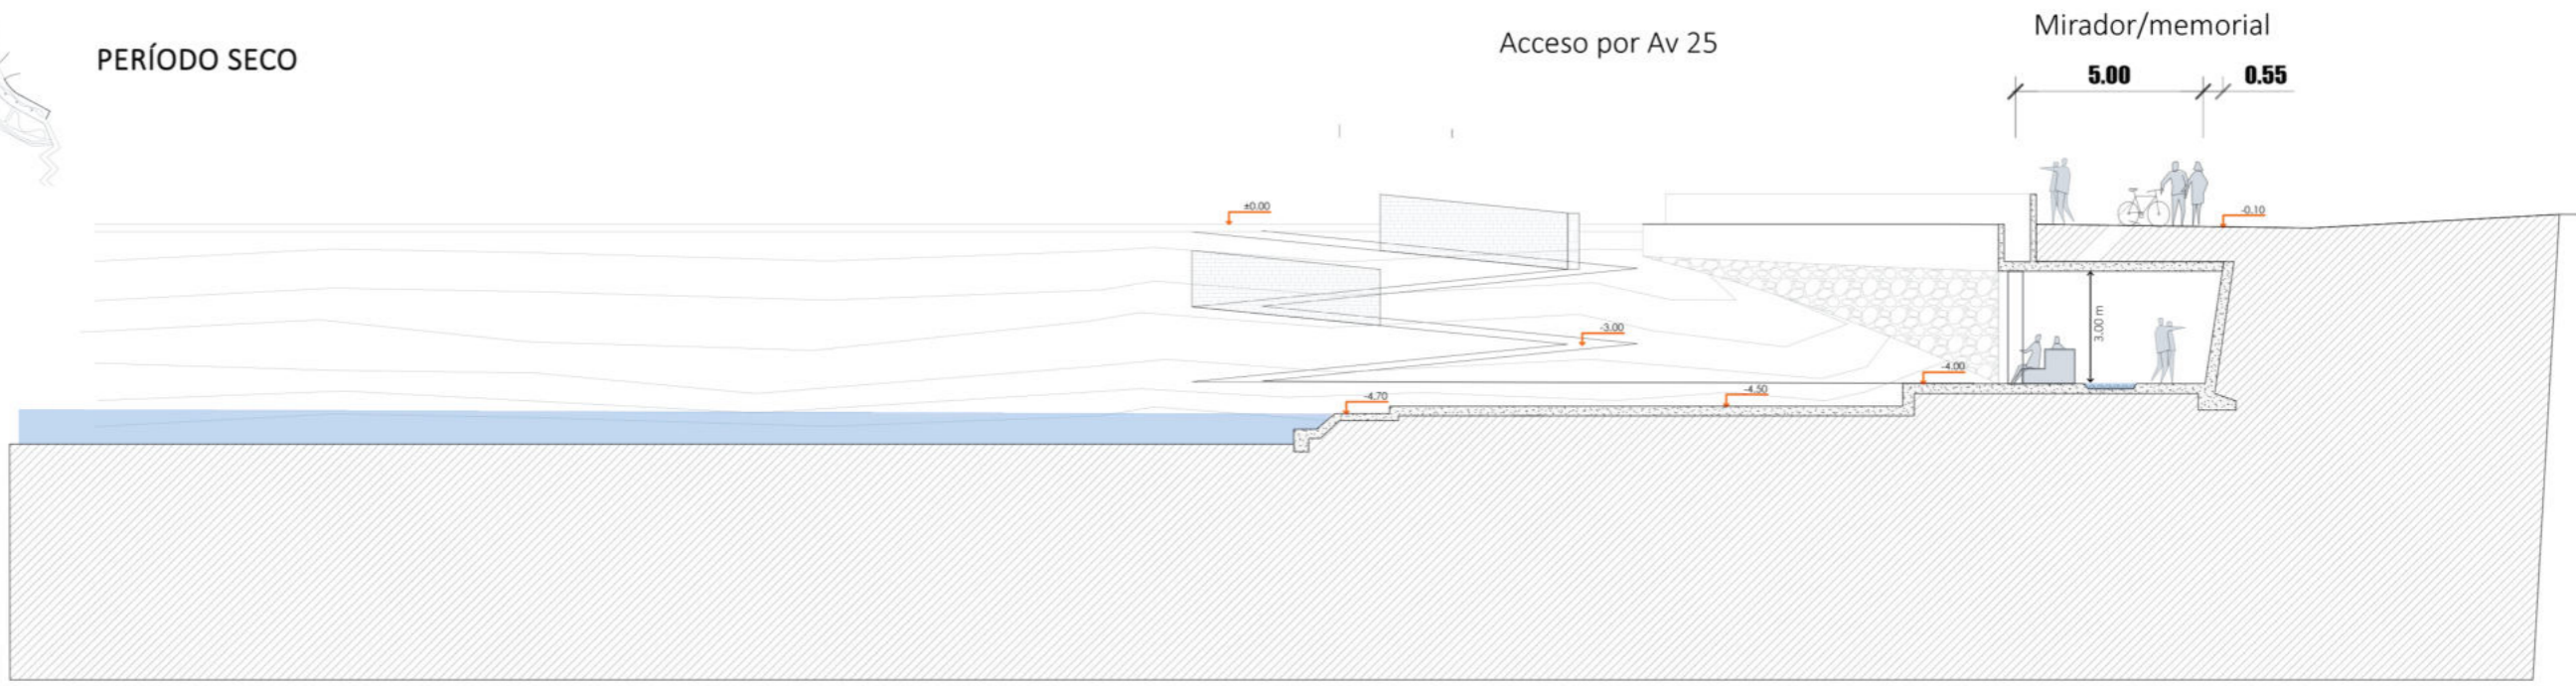 Mirador/memorial
Acceso por Av 25
PERÍODO SECO
5.00
0.55
±0.00
-0.10
-3.00
3.00 m
-4.00
-4.50
-4.70